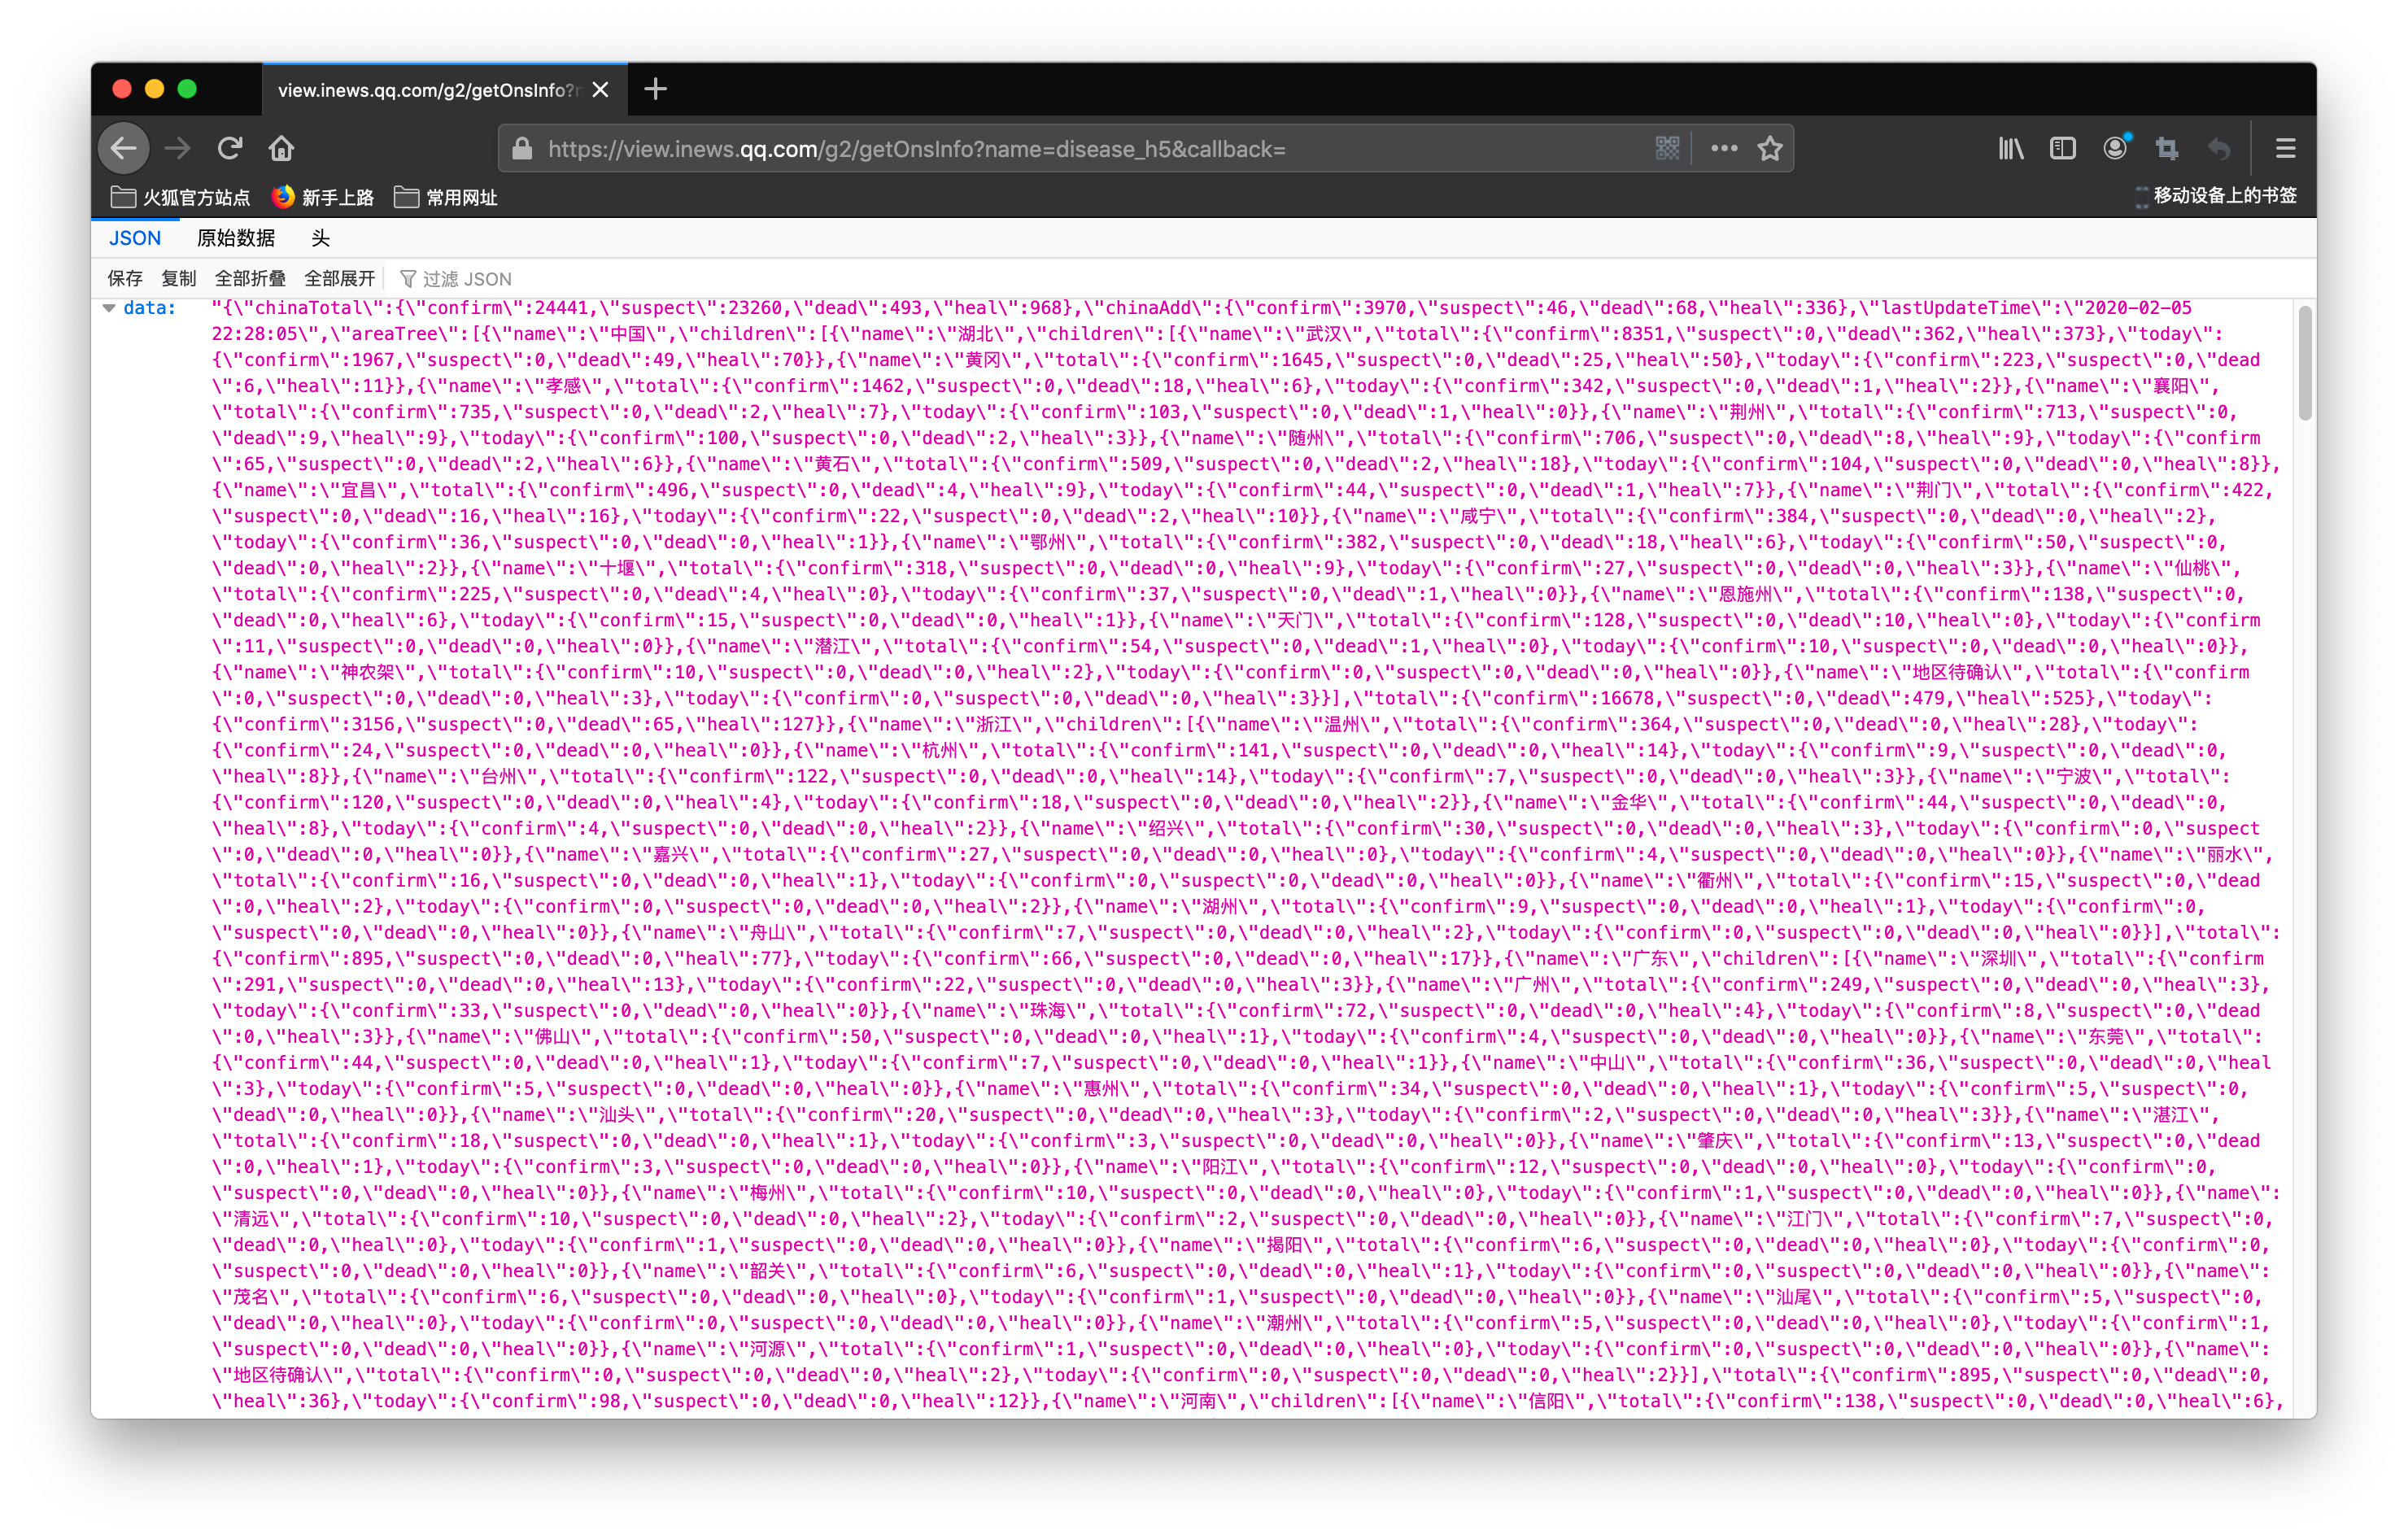 view.inews.qq.com/g2/getOnsInfo?n
https://view.inews.qq.com/g2/getOnsInfo?name=disease_h5&callback=
火狐官方站点 新手上路 常用网址 移动设备上的书签
JSON 原始数据 头
保存 复制 全部折叠 全部展开 过滤 JSON
data: "{\"chinaTotal\":{\"confirm\":24441,\"suspect\":23260,\"dead\":493,\"heal\":968},\"chinaAdd\":{\"confirm\":3970,\"suspect\":46,\"dead\":68,\"heal\":336},\"lastUpdateTime\":\"2020-02-05
22:28:05\",\"areaTree\":[{\"name\":\"中国\",\"children\":[{\"name\":\"湖北\",\"children\":[{\"name\":\"武汉\",\"total\":{\"confirm\":8351,\"suspect\":0,\"dead\":362,\"heal\":373},\"today\":
{\"confirm\":1967,\"suspect\":0,\"dead\":49,\"heal\":70}},{\"name\":\"黄冈\",\"total\":{\"confirm\":1645,\"suspect\":0,\"dead\":25,\"heal\":50},\"today\":{\"confirm\":223,\"suspect\":0,\"dead
\":6,\"heal\":11}},{\"name\":\"孝感\",\"total\":{\"confirm\":1462,\"suspect\":0,\"dead\":18,\"heal\":6},\"today\":{\"confirm\":342,\"suspect\":0,\"dead\":1,\"heal\":2}},{\"name\":\"襄阳\",
\"total\":{\"confirm\":735,\"suspect\":0,\"dead\":2,\"heal\":7},\"today\":{\"confirm\":103,\"suspect\":0,\"dead\":1,\"heal\":0}},{\"name\":\"荆州\",\"total\":{\"confirm\":713,\"suspect\":0,
\"dead\":9,\"heal\":9},\"today\":{\"confirm\":100,\"suspect\":0,\"dead\":2,\"heal\":3}},{\"name\":\"随州\",\"total\":{\"confirm\":706,\"suspect\":0,\"dead\":8,\"heal\":9},\"today\":{\"confirm
\":65,\"suspect\":0,\"dead\":2,\"heal\":6}},{\"name\":\"黄石\",\"total\":{\"confirm\":509,\"suspect\":0,\"dead\":2,\"heal\":18},\"today\":{\"confirm\":104,\"suspect\":0,\"dead\":0,\"heal\":8}},
{\"name\":\"宜昌\",\"total\":{\"confirm\":496,\"suspect\":0,\"dead\":4,\"heal\":9},\"today\":{\"confirm\":44,\"suspect\":0,\"dead\":1,\"heal\":7}},{\"name\":\"荆门\",\"total\":{\"confirm\":422,
\"suspect\":0,\"dead\":16,\"heal\":16},\"today\":{\"confirm\":22,\"suspect\":0,\"dead\":2,\"heal\":10}},{\"name\":\"咸宁\",\"total\":{\"confirm\":384,\"suspect\":0,\"dead\":0,\"heal\":2},
\"today\":{\"confirm\":36,\"suspect\":0,\"dead\":0,\"heal\":1}},{\"name\":\"鄂州\",\"total\":{\"confirm\":382,\"suspect\":0,\"dead\":18,\"heal\":6},\"today\":{\"confirm\":50,\"suspect\":0,
\"dead\":0,\"heal\":2}},{\"name\":\"十堰\",\"total\":{\"confirm\":318,\"suspect\":0,\"dead\":0,\"heal\":9},\"today\":{\"confirm\":27,\"suspect\":0,\"dead\":0,\"heal\":3}},{\"name\":\"仙桃\",
\"total\":{\"confirm\":225,\"suspect\":0,\"dead\":4,\"heal\":0},\"today\":{\"confirm\":37,\"suspect\":0,\"dead\":1,\"heal\":0}},{\"name\":\"恩施州\",\"total\":{\"confirm\":138,\"suspect\":0,
\"dead\":0,\"heal\":6},\"today\":{\"confirm\":15,\"suspect\":0,\"dead\":0,\"heal\":1}},{\"name\":\"天门\",\"total\":{\"confirm\":128,\"suspect\":0,\"dead\":10,\"heal\":0},\"today\":{\"confirm
\":11,\"suspect\":0,\"dead\":0,\"heal\":0}},{\"name\":\"潜江\",\"total\":{\"confirm\":54,\"suspect\":0,\"dead\":1,\"heal\":0},\"today\":{\"confirm\":10,\"suspect\":0,\"dead\":0,\"heal\":0}},
{\"name\":\"神农架\",\"total\":{\"confirm\":10,\"suspect\":0,\"dead\":0,\"heal\":2},\"today\":{\"confirm\":0,\"suspect\":0,\"dead\":0,\"heal\":0}},{\"name\":\"地区待确认\",\"total\":{\"confirm
\":0,\"suspect\":0,\"dead\":0,\"heal\":3},\"today\":{\"confirm\":0,\"suspect\":0,\"dead\":0,\"heal\":3}}],\"total\":{\"confirm\":16678,\"suspect\":0,\"dead\":479,\"heal\":525},\"today\":
{\"confirm\":3156,\"suspect\":0,\"dead\":65,\"heal\":127}},{\"name\":\"浙江\",\"children\":[{\"name\":\"温州\",\"total\":{\"confirm\":364,\"suspect\":0,\"dead\":0,\"heal\":28},\"today\":
{\"confirm\":24,\"suspect\":0,\"dead\":0,\"heal\":0}},{\"name\":\"杭州\",\"total\":{\"confirm\":141,\"suspect\":0,\"dead\":0,\"heal\":14},\"today\":{\"confirm\":9,\"suspect\":0,\"dead\":0,
\"heal\":8}},{\"name\":\"台州\",\"total\":{\"confirm\":122,\"suspect\":0,\"dead\":0,\"heal\":14},\"today\":{\"confirm\":7,\"suspect\":0,\"dead\":0,\"heal\":3}},{\"name\":\"宁波\",\"total\":
{\"confirm\":120,\"suspect\":0,\"dead\":0,\"heal\":4},\"today\":{\"confirm\":18,\"suspect\":0,\"dead\":0,\"heal\":2}},{\"name\":\"金华\",\"total\":{\"confirm\":44,\"suspect\":0,\"dead\":0,
\"heal\":8},\"today\":{\"confirm\":4,\"suspect\":0,\"dead\":0,\"heal\":2}},{\"name\":\"绍兴\",\"total\":{\"confirm\":30,\"suspect\":0,\"dead\":0,\"heal\":3},\"today\":{\"confirm\":0,\"suspect
\":0,\"dead\":0,\"heal\":0}},{\"name\":\"嘉兴\",\"total\":{\"confirm\":27,\"suspect\":0,\"dead\":0,\"heal\":0},\"today\":{\"confirm\":4,\"suspect\":0,\"dead\":0,\"heal\":0}},{\"name\":\"丽水\",
\"total\":{\"confirm\":16,\"suspect\":0,\"dead\":0,\"heal\":1},\"today\":{\"confirm\":0,\"suspect\":0,\"dead\":0,\"heal\":0}},{\"name\":\"衢州\",\"total\":{\"confirm\":15,\"suspect\":0,\"dead
\":0,\"heal\":2},\"today\":{\"confirm\":0,\"suspect\":0,\"dead\":0,\"heal\":2}},{\"name\":\"湖州\",\"total\":{\"confirm\":9,\"suspect\":0,\"dead\":0,\"heal\":1},\"today\":{\"confirm\":0,
\"suspect\":0,\"dead\":0,\"heal\":0}},{\"name\":\"舟山\",\"total\":{\"confirm\":7,\"suspect\":0,\"dead\":0,\"heal\":2},\"today\":{\"confirm\":0,\"suspect\":0,\"dead\":0,\"heal\":0}}],\"total\":
{\"confirm\":895,\"suspect\":0,\"dead\":0,\"heal\":77},\"today\":{\"confirm\":66,\"suspect\":0,\"dead\":0,\"heal\":17}},{\"name\":\"广东\",\"children\":[{\"name\":\"深圳\",\"total\":{\"confirm
\":291,\"suspect\":0,\"dead\":0,\"heal\":13},\"today\":{\"confirm\":22,\"suspect\":0,\"dead\":0,\"heal\":3}},{\"name\":\"广州\",\"total\":{\"confirm\":249,\"suspect\":0,\"dead\":0,\"heal\":3},
\"today\":{\"confirm\":33,\"suspect\":0,\"dead\":0,\"heal\":0}},{\"name\":\"珠海\",\"total\":{\"confirm\":72,\"suspect\":0,\"dead\":0,\"heal\":4},\"today\":{\"confirm\":8,\"suspect\":0,\"dead
\":0,\"heal\":3}},{\"name\":\"佛山\",\"total\":{\"confirm\":50,\"suspect\":0,\"dead\":0,\"heal\":1},\"today\":{\"confirm\":4,\"suspect\":0,\"dead\":0,\"heal\":0}},{\"name\":\"东莞\",\"total\":
{\"confirm\":44,\"suspect\":0,\"dead\":0,\"heal\":1},\"today\":{\"confirm\":7,\"suspect\":0,\"dead\":0,\"heal\":1}},{\"name\":\"中山\",\"total\":{\"confirm\":36,\"suspect\":0,\"dead\":0,\"heal
\":3},\"today\":{\"confirm\":5,\"suspect\":0,\"dead\":0,\"heal\":0}},{\"name\":\"惠州\",\"total\":{\"confirm\":34,\"suspect\":0,\"dead\":0,\"heal\":1},\"today\":{\"confirm\":5,\"suspect\":0,
\"dead\":0,\"heal\":0}},{\"name\":\"汕头\",\"total\":{\"confirm\":20,\"suspect\":0,\"dead\":0,\"heal\":3},\"today\":{\"confirm\":2,\"suspect\":0,\"dead\":0,\"heal\":3}},{\"name\":\"湛江\",
\"total\":{\"confirm\":18,\"suspect\":0,\"dead\":0,\"heal\":1},\"today\":{\"confirm\":3,\"suspect\":0,\"dead\":0,\"heal\":0}},{\"name\":\"肇庆\",\"total\":{\"confirm\":13,\"suspect\":0,\"dead
\":0,\"heal\":1},\"today\":{\"confirm\":3,\"suspect\":0,\"dead\":0,\"heal\":0}},{\"name\":\"阳江\",\"total\":{\"confirm\":12,\"suspect\":0,\"dead\":0,\"heal\":0},\"today\":{\"confirm\":0,
\"suspect\":0,\"dead\":0,\"heal\":0}},{\"name\":\"梅州\",\"total\":{\"confirm\":10,\"suspect\":0,\"dead\":0,\"heal\":0},\"today\":{\"confirm\":1,\"suspect\":0,\"dead\":0,\"heal\":0}},{\"name\":
\"清远\",\"total\":{\"confirm\":10,\"suspect\":0,\"dead\":0,\"heal\":2},\"today\":{\"confirm\":2,\"suspect\":0,\"dead\":0,\"heal\":0}},{\"name\":\"江门\",\"total\":{\"confirm\":7,\"suspect\":0,
\"dead\":0,\"heal\":0},\"today\":{\"confirm\":1,\"suspect\":0,\"dead\":0,\"heal\":0}},{\"name\":\"揭阳\",\"total\":{\"confirm\":6,\"suspect\":0,\"dead\":0,\"heal\":0},\"today\":{\"confirm\":0,
\"suspect\":0,\"dead\":0,\"heal\":0}},{\"name\":\"韶关\",\"total\":{\"confirm\":6,\"suspect\":0,\"dead\":0,\"heal\":1},\"today\":{\"confirm\":0,\"suspect\":0,\"dead\":0,\"heal\":0}},{\"name\":
\"茂名\",\"total\":{\"confirm\":6,\"suspect\":0,\"dead\":0,\"heal\":0},\"today\":{\"confirm\":1,\"suspect\":0,\"dead\":0,\"heal\":0}},{\"name\":\"汕尾\",\"total\":{\"confirm\":5,\"suspect\":0,
\"dead\":0,\"heal\":0},\"today\":{\"confirm\":0,\"suspect\":0,\"dead\":0,\"heal\":0}},{\"name\":\"潮州\",\"total\":{\"confirm\":5,\"suspect\":0,\"dead\":0,\"heal\":0},\"today\":{\"confirm\":1,
\"suspect\":0,\"dead\":0,\"heal\":0}},{\"name\":\"河源\",\"total\":{\"confirm\":1,\"suspect\":0,\"dead\":0,\"heal\":0},\"today\":{\"confirm\":0,\"suspect\":0,\"dead\":0,\"heal\":0}},{\"name\":
\"地区待确认\",\"total\":{\"confirm\":0,\"suspect\":0,\"dead\":0,\"heal\":2},\"today\":{\"confirm\":0,\"suspect\":0,\"dead\":0,\"heal\":2}}],\"total\":{\"confirm\":895,\"suspect\":0,\"dead\":0,
\"heal\":36},\"today\":{\"confirm\":98,\"suspect\":0,\"dead\":0,\"heal\":12}},{\"name\":\"河南\",\"children\":[{\"name\":\"信阳\",\"total\":{\"confirm\":138,\"suspect\":0,\"dead\":0,\"heal\":6},